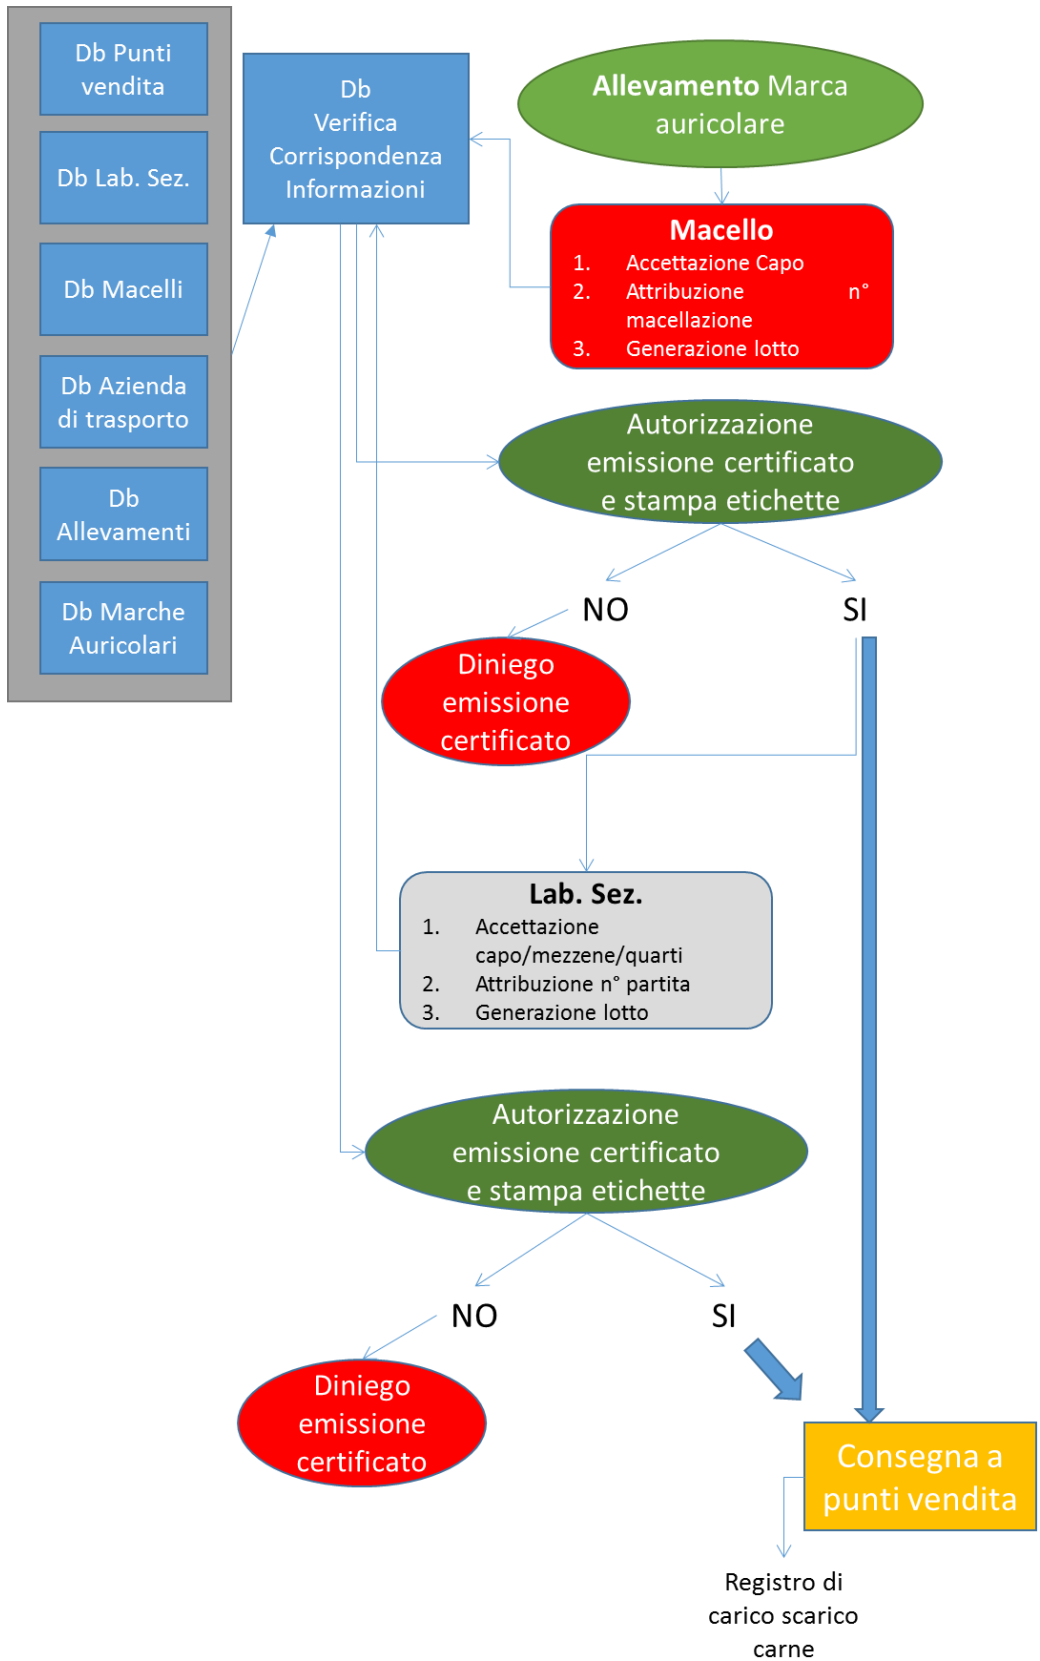 Db Punti
vendita
Db Lab. Sez.
Db Macelli
Db Azienda
di trasporto
Db
Allevamenti
Db Marche
Auricolari
Db
Verifica
Corrispondenza
Informazioni
Allevamento Marca
auricolare
Macello
1. Accettazione Capo
2. Attribuzione n°
macellazione
3. Generazione lotto
Autorizzazione
emissione certificato
e stampa etichette
NO
SI
Diniego
emissione
certificato
Lab. Sez.
1. Accettazione
capo/mezzene/quarti
2. Attribuzione n° partita
3. Generazione lotto
Autorizzazione
emissione certificato
e stampa etichette
NO
SI
Diniego
emissione
certificato
Consegna a
punti vendita
Registro di
carico scarico
carne